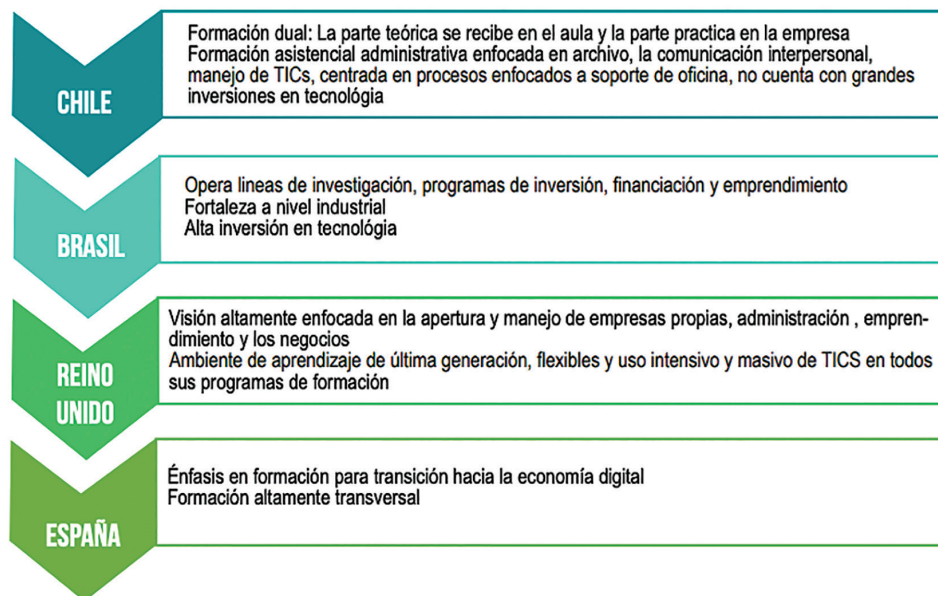 CHILE
Formación dual: La parte teórica se recibe en el aula y la parte practica en la empresa
Formación asistencial administrativa enfocada en archivo, la comunicación interpersonal,
manejo de TICs, centrada en procesos enfocados a soporte de oficina, no cuenta con grandes
inversiones en tecnológia
BRASIL
Opera lineas de investigación, programas de inversión, financiación y emprendimiento
Fortaleza a nivel industrial
Alta inversión en tecnológia
REINO
UNIDO
Visión altamente enfocada en la apertura y manejo de empresas propias, administración , empren-
dimiento y los negocios
Ambiente de aprendizaje de última generación, flexibles y uso intensivo y masivo de TICS en todos
sus programas de formación
ESPAÑA
Énfasis en formación para transición hacia la economía digital
Formación altamente transversal